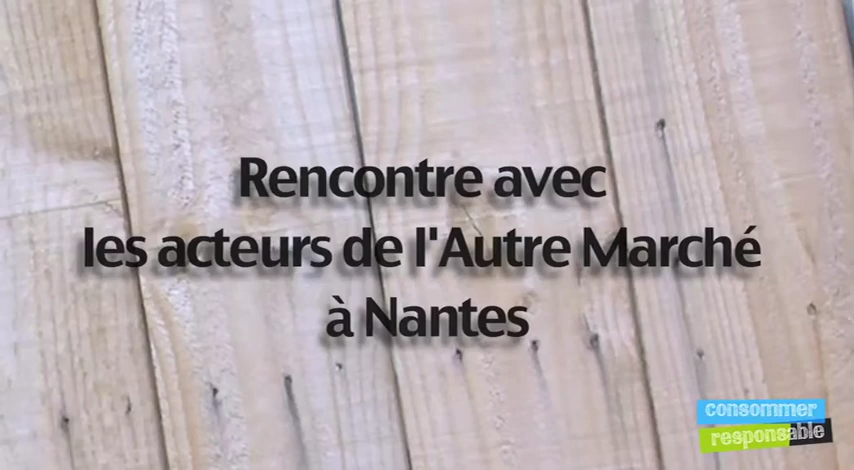 Rencontre avec
les acteurs de l'Autre Marché
à Nantes
consommer
responsable